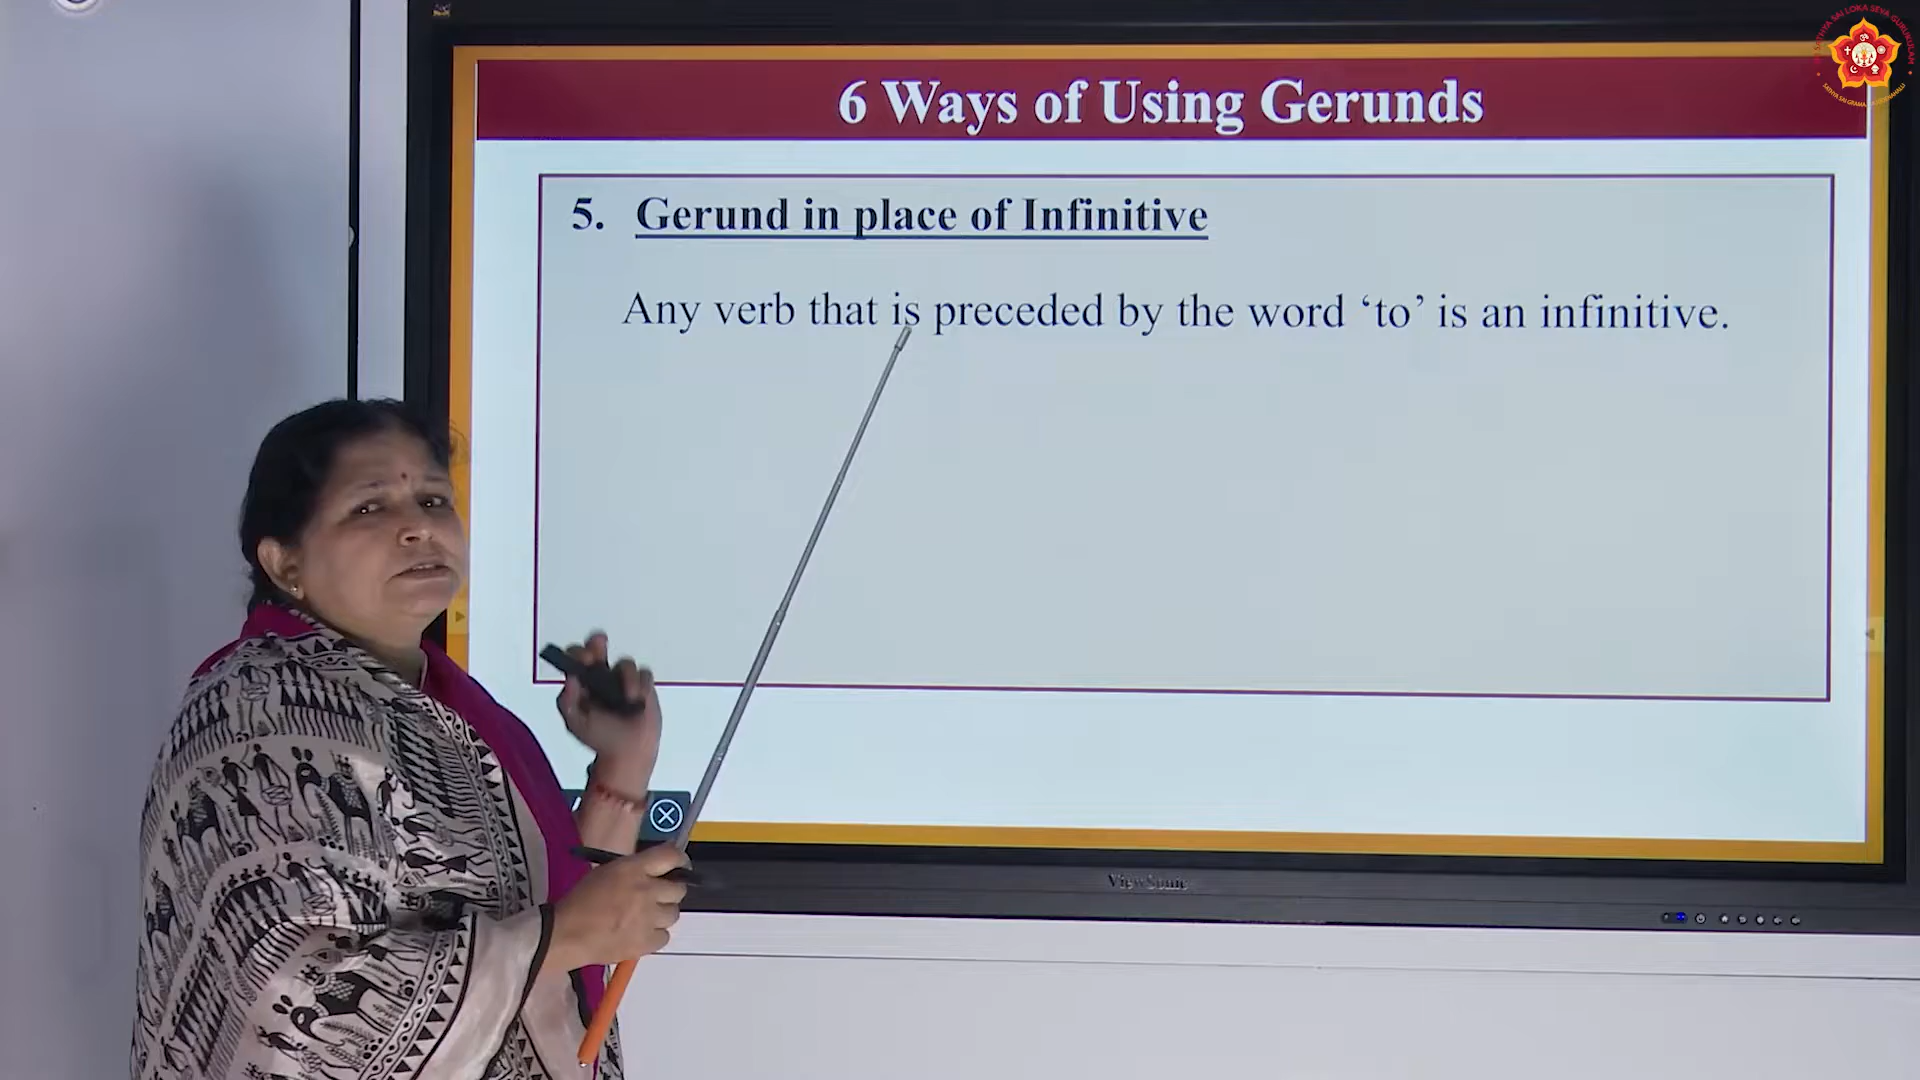 6 Ways of Using Gerunds
5. Gerund in place of Infinitive
Any verb that is preceded by the word ‘to’ is an infinitive.
ViewSonic